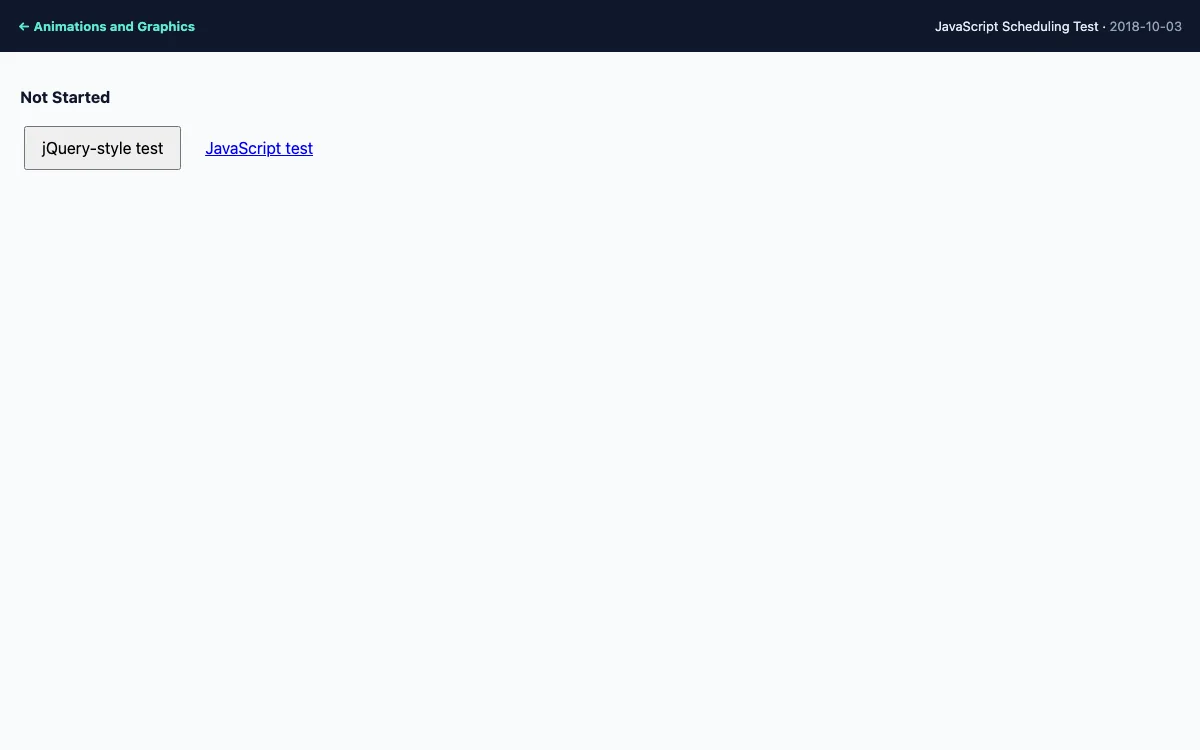 ← Animations and Graphics
JavaScript Scheduling Test · 2018-10-03
Not Started
jQuery-style test
JavaScript test